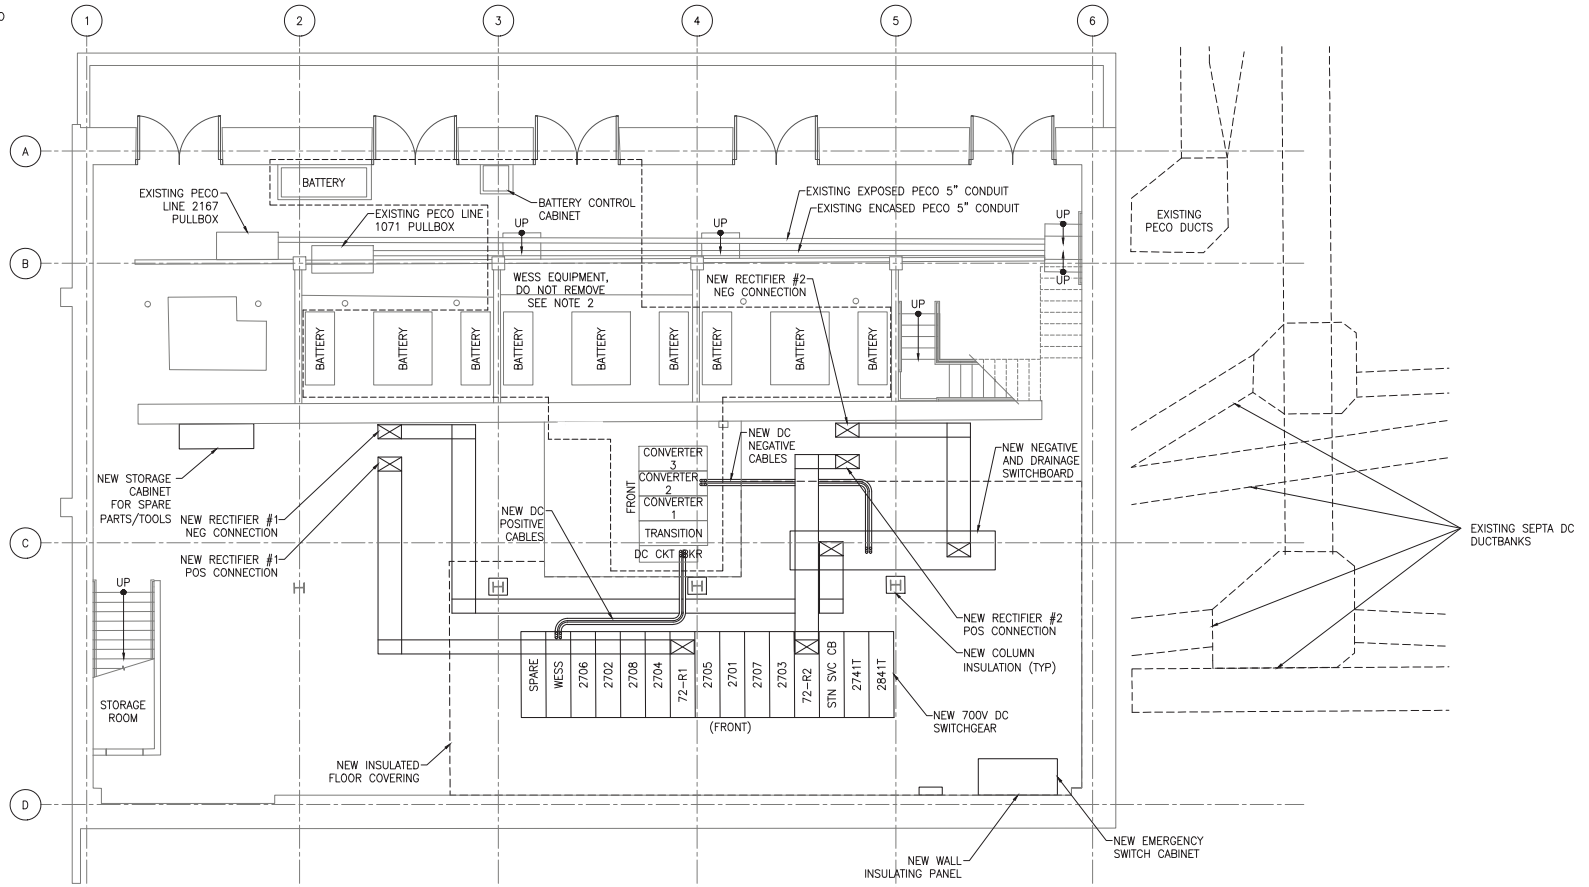 O
1
2
3
4
5
6
A
B
C
D
BATTERY
EXISTING PECO
LINE 2167
PULLBOX
EXISTING PECO LINE
1071 PULLBOX
BATTERY CONTROL
CABINET
EXISTING EXPOSED PECO 5" CONDUIT
EXISTING ENCASED PECO 5" CONDUIT
UP
UP
UP
UP
UP
UP
EXISTING
PECO DUCTS
WESS EQUIPMENT,
DO NOT REMOVE
SEE NOTE 2
NEW RECTIFIER #2
NEG CONNECTION
BATTERY
BATTERY
BATTERY
BATTERY
BATTERY
BATTERY
BATTERY
BATTERY
BATTERY
NEW STORAGE
CABINET
FOR SPARE
PARTS/TOOLS
NEW RECTIFIER #1
NEG CONNECTION
NEW RECTIFIER #1
POS CONNECTION
NEW DC
POSITIVE
CABLES
FRONT
CONVERTER
3
CONVERTER
2
CONVERTER
1
TRANSITION
DC CKT BKR
NEW DC
NEGATIVE
CABLES
NEW NEGATIVE
AND DRAINAGE
SWITCHBOARD
EXISTING SEPTA DC
DUCTBANKS
NEW RECTIFIER #2
POS CONNECTION
NEW COLUMN
INSULATION (TYP)
UP
STORAGE
ROOM
SPARE
WESS
2706
2702
2708
2704
72-R1
2705
2701
2707
2703
72-R2
STN SVC CB
2741T
2841T
(FRONT)
NEW 700V DC
SWITCHGEAR
NEW INSULATED
FLOOR COVERING
NEW EMERGENCY
SWITCH CABINET
NEW WALL
INSULATING PANEL